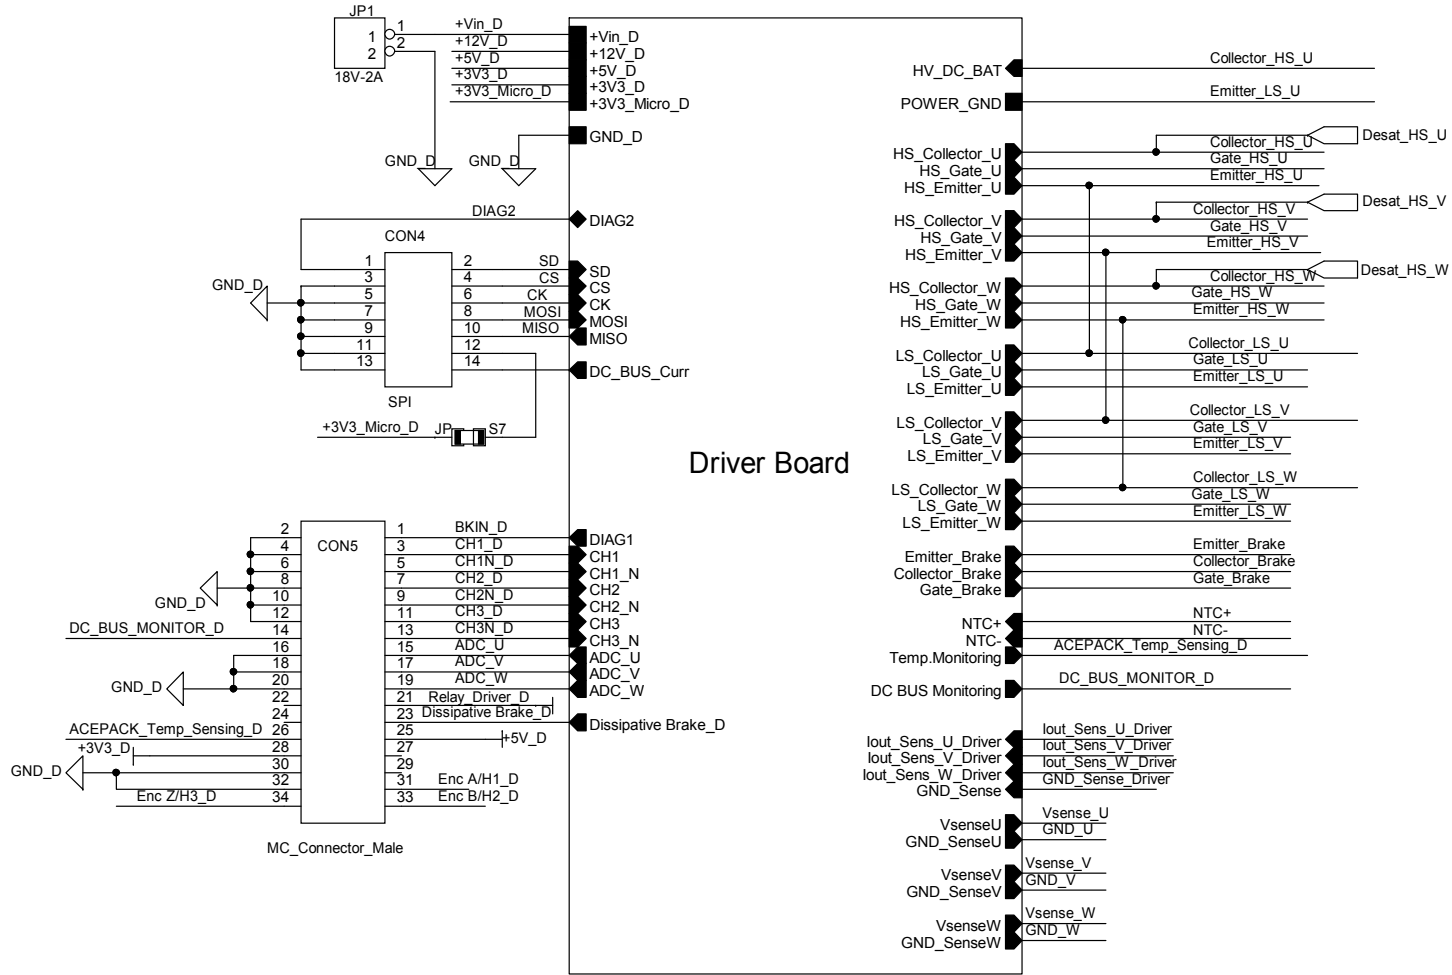 JP1
1
2
1
2
18V-2A
+Vin_D
+12V_D
+5V_D
+3V3_D
+3V3_Micro_D
+Vin_D
+12V_D
+5V_D
+3V3_D
+3V3_Micro_D
GND_D
GND_D
GND_D
DIAG2
DIAG2
CON4
1
3
5
7
9
11
13
2
4
6
8
10
12
14
SD
CS
CK
MOSI
MISO
SD
CS
CK
MOSI
MISO
DC_BUS_Curr
GND_D
SPI
+3V3_Micro_D
JP
S7
Driver Board
CON5
2
4
6
8
10
12
14
16
18
20
22
24
26
28
30
32
34
1
3
5
7
9
11
13
15
17
19
21
23
25
27
29
31
33
GND_D
DC_BUS_MONITOR_D
GND_D
ACEPACK_Temp_Sensing_D
+3V3_D
GND_D
Enc Z/H3_D
BKIN_D
CH1_D
CH1N_D
CH2_D
CH2N_D
CH3_D
CH3N_D
ADC_U
ADC_V
ADC_W
Relay_Driver_D
Dissipative Brake_D
+5V_D
Enc A/H1_D
Enc B/H2_D
MC_Connector_Male
DIAG1
CH1
CH1_N
CH2
CH2_N
CH3
CH3_N
ADC_U
ADC_V
ADC_W
Dissipative Brake_D
HV_DC_BAT
POWER_GND
HS_Collector_U
HS_Gate_U
HS_Emitter_U
HS_Collector_V
HS_Gate_V
HS_Emitter_V
HS_Collector_W
HS_Gate_W
HS_Emitter_W
LS_Collector_U
LS_Gate_U
LS_Emitter_U
LS_Collector_V
LS_Gate_V
LS_Emitter_V
LS_Collector_W
LS_Gate_W
LS_Emitter_W
Emitter_Brake
Collector_Brake
Gate_Brake
NTC+
NTC-
Temp.Monitoring
DC BUS Monitoring
Iout_Sens_U_Driver
Iout_Sens_V_Driver
Iout_Sens_W_Driver
GND_Sense
VsenseU
GND_SenseU
VsenseV
GND_SenseV
VsenseW
GND_SenseW
Collector_HS_U
Emitter_LS_U
Desat_HS_U
Collector_HS_U
Gate_HS_U
Emitter_HS_U
Desat_HS_V
Collector_HS_V
Gate_HS_V
Emitter_HS_V
Desat_HS_W
Collector_HS_W
Gate_HS_W
Emitter_HS_W
Collector_LS_U
Gate_LS_U
Emitter_LS_U
Collector_LS_V
Gate_LS_V
Emitter_LS_V
Collector_LS_W
Gate_LS_W
Emitter_LS_W
Emitter_Brake
Collector_Brake
Gate_Brake
NTC+
NTC-
ACEPACK_Temp_Sensing_D
DC_BUS_MONITOR_D
Iout_Sens_U_Driver
Iout_Sens_V_Driver
Iout_Sens_W_Driver
GND_Sense_Driver
Vsense_U
GND_U
Vsense_V
GND_V
Vsense_W
GND_W